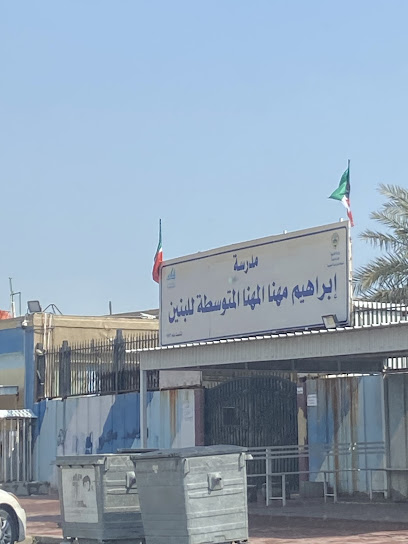 مدرسة
إبراهيم مهنا المهنا المتوسطة للبنين